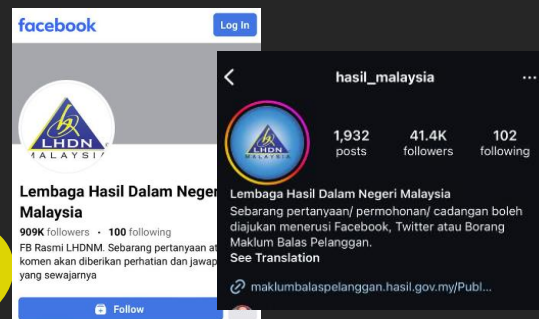 facebook
Log In
LHDN
MALAYSI
Lembaga Hasil Dalam Neger
Malaysia
909K followers • 100 following
FB Rasmi LHDNM. Sebarang pertanyaan at
komen akan diberikan perhatian dan jawap
yang sewajarnya
Follow
hasil_malaysia
LHDN
MALAYSIA
1,932 41.4K 102
posts followers following
Lembaga Hasil Dalam Negeri Malaysia
Sebarang pertanyaan/ permohonan/ cadangan boleh
diajukan menerusi Facebook, Twitter atau Borang
Maklum Balas Pelanggan.
See Translation
maklumbalaspelanggan.hasil.gov.my/Publ...